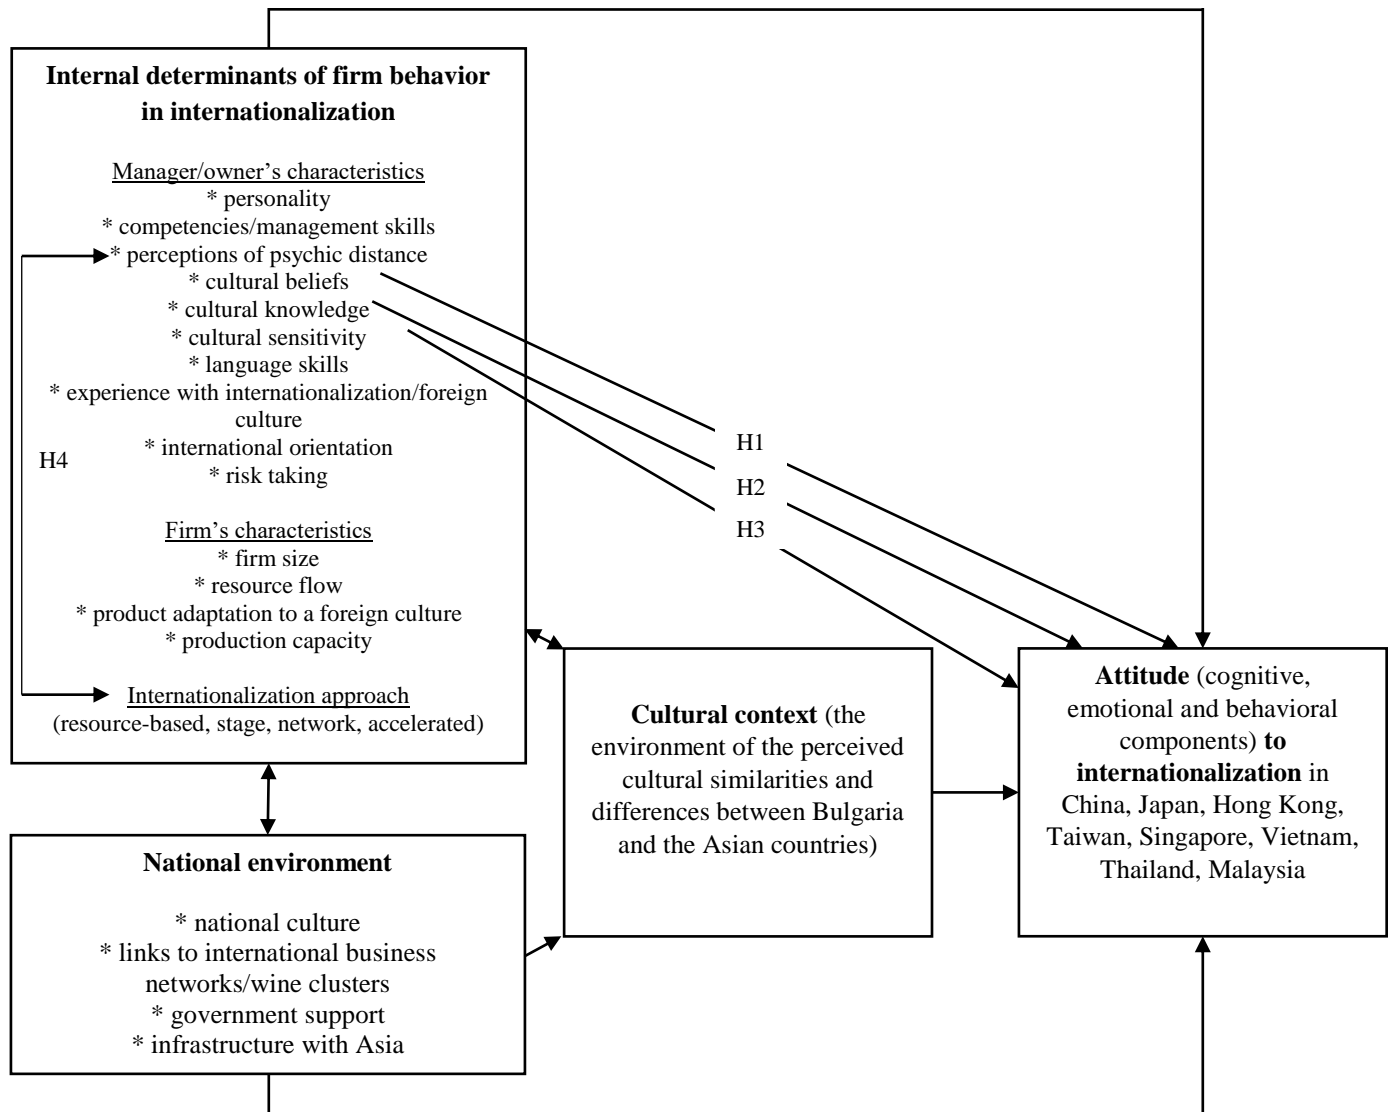 Internal determinants of firm behavior
in internationalization
Manager/owner’s characteristics
* personality
* competencies/management skills
* perceptions of psychic distance
* cultural beliefs
* cultural knowledge
* cultural sensitivity
* language skills
* experience with internationalization/foreign
culture
* international orientation
* risk taking
H4
Firm’s characteristics
* firm size
* resource flow
* product adaptation to a foreign culture
* production capacity
Internationalization approach
(resource-based, stage, network, accelerated)
H1
H2
H3
National environment
* national culture
* links to international business
networks/wine clusters
* government support
* infrastructure with Asia
Cultural context (the
environment of the perceived
cultural similarities and
differences between Bulgaria
and the Asian countries)
Attitude (cognitive,
emotional and behavioral
components) to
internationalization in
China, Japan, Hong Kong,
Taiwan, Singapore, Vietnam,
Thailand, Malaysia